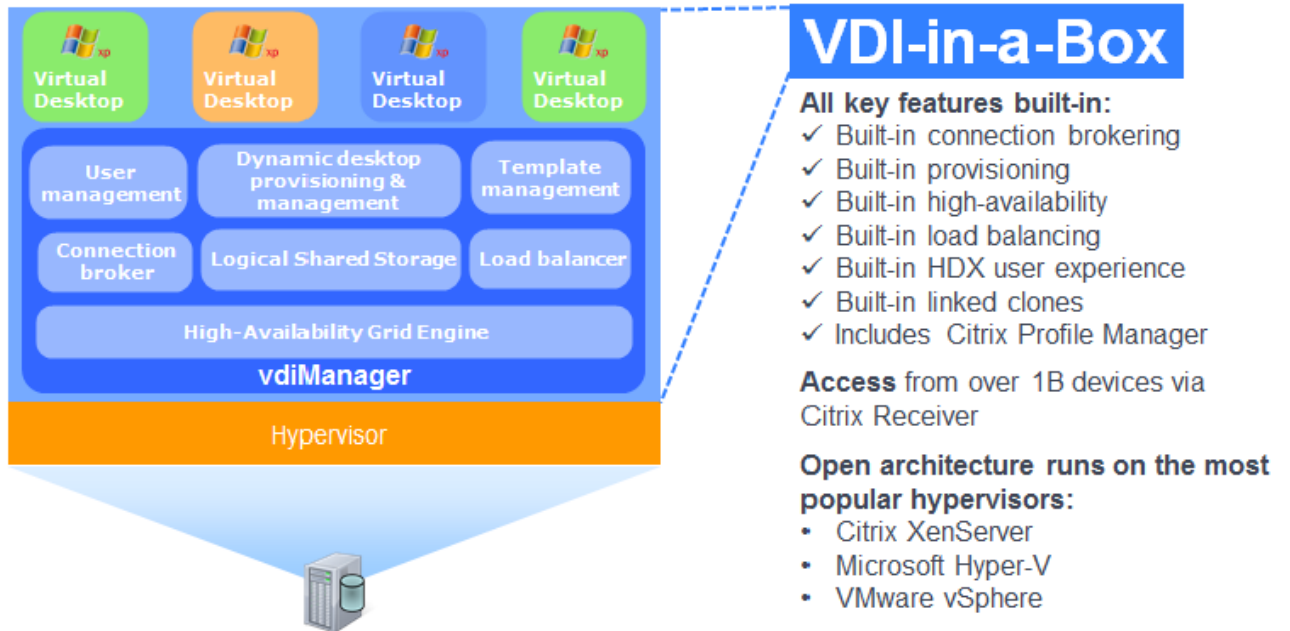 xp
Virtual
Desktop
xp
Virtual
Desktop
xp
Virtual
Desktop
xp
Virtual
Desktop
User
management
Dynamic desktop
provisioning &
management
Template
management
Connection
broker
Logical Shared Storage
Load balancer
High-Availability Grid Engine
vdiManager
Hypervisor
VDI-in-a-Box
All key features built-in:
✓ Built-in connection brokering
✓ Built-in provisioning
✓ Built-in high-availability
✓ Built-in load balancing
✓ Built-in HDX user experience
✓ Built-in linked clones
✓ Includes Citrix Profile Manager
Access from over 1B devices via
Citrix Receiver
Open architecture runs on the most
popular hypervisors:
• Citrix XenServer
• Microsoft Hyper-V
• VMware vSphere